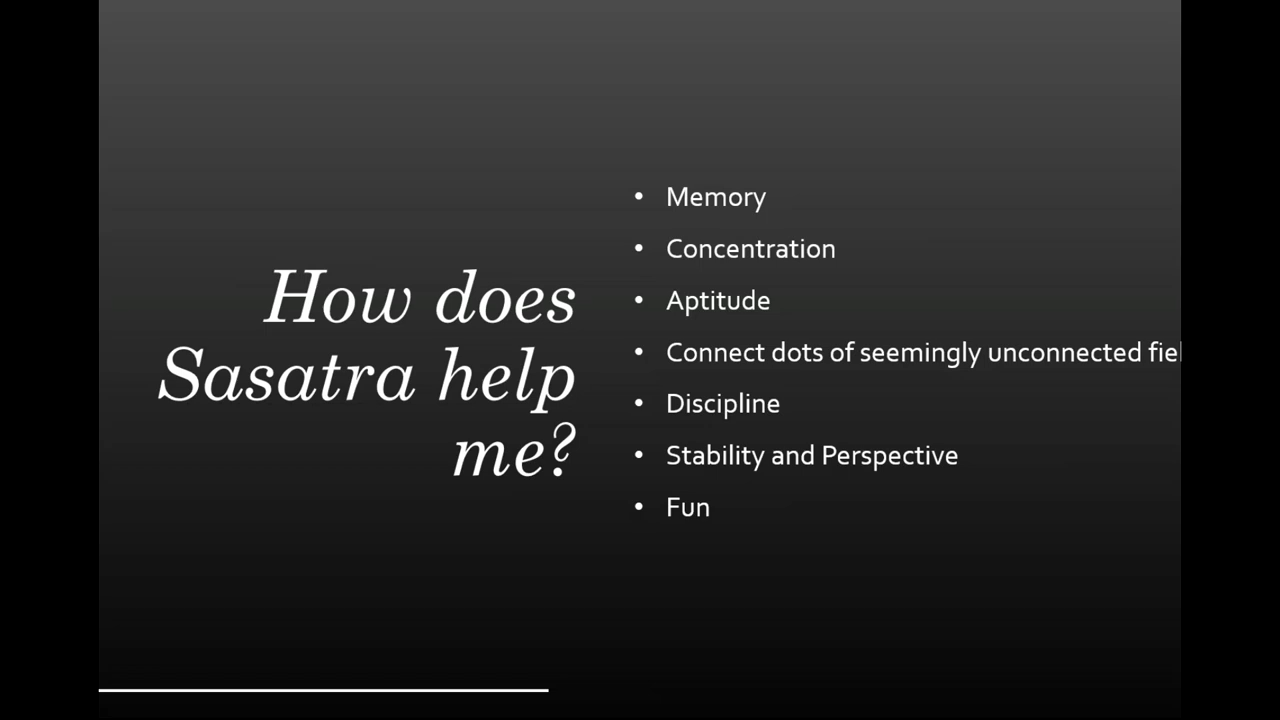 How does
Sasatra help
me?
• Memory
• Concentration
• Aptitude
• Connect dots of seemingly unconnected
• Discipline
• Stability and Perspective
• Fun